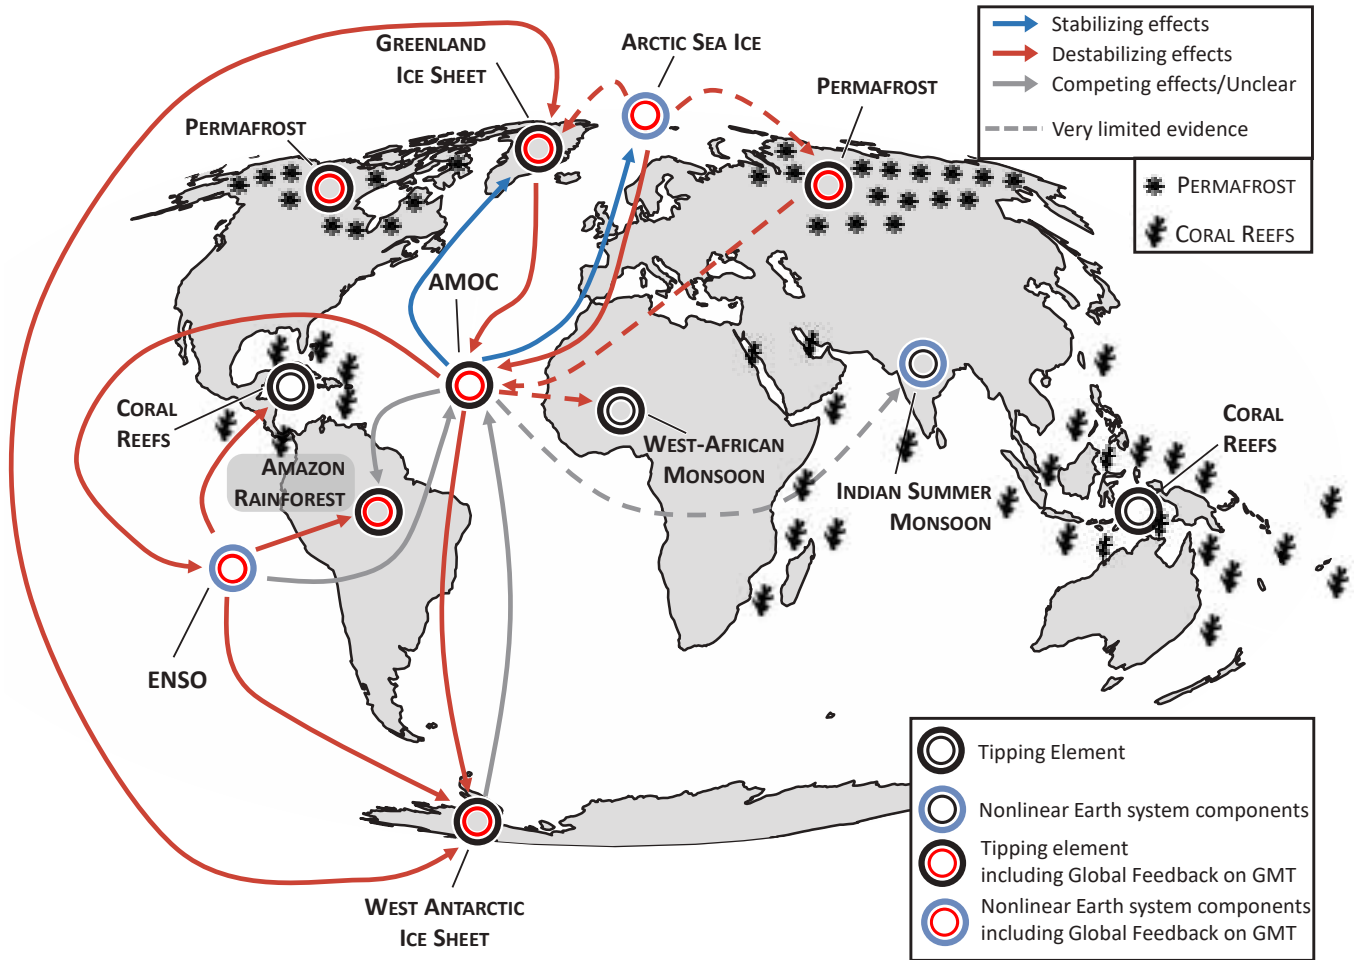 GREENLAND
ICE SHEET
ARCTIC SEA ICE
PERMAFROST
PERMAFROST
Stabilizing effects
Destabilizing effects
Competing effects/Unclear
Very limited evidence
PERMAFROST
CORAL REEFS
AMOC
CORAL
REEFS
AMAZON
RAINFOREST
WEST-AFRICAN
MONSOON
INDIAN SUMMER
MONSOON
CORAL
REEFS
ENSO
WEST ANTARCTIC
ICE SHEET
Tipping Element
Nonlinear Earth system components
Tipping element
including Global Feedback on GMT
Nonlinear Earth system components
including Global Feedback on GMT